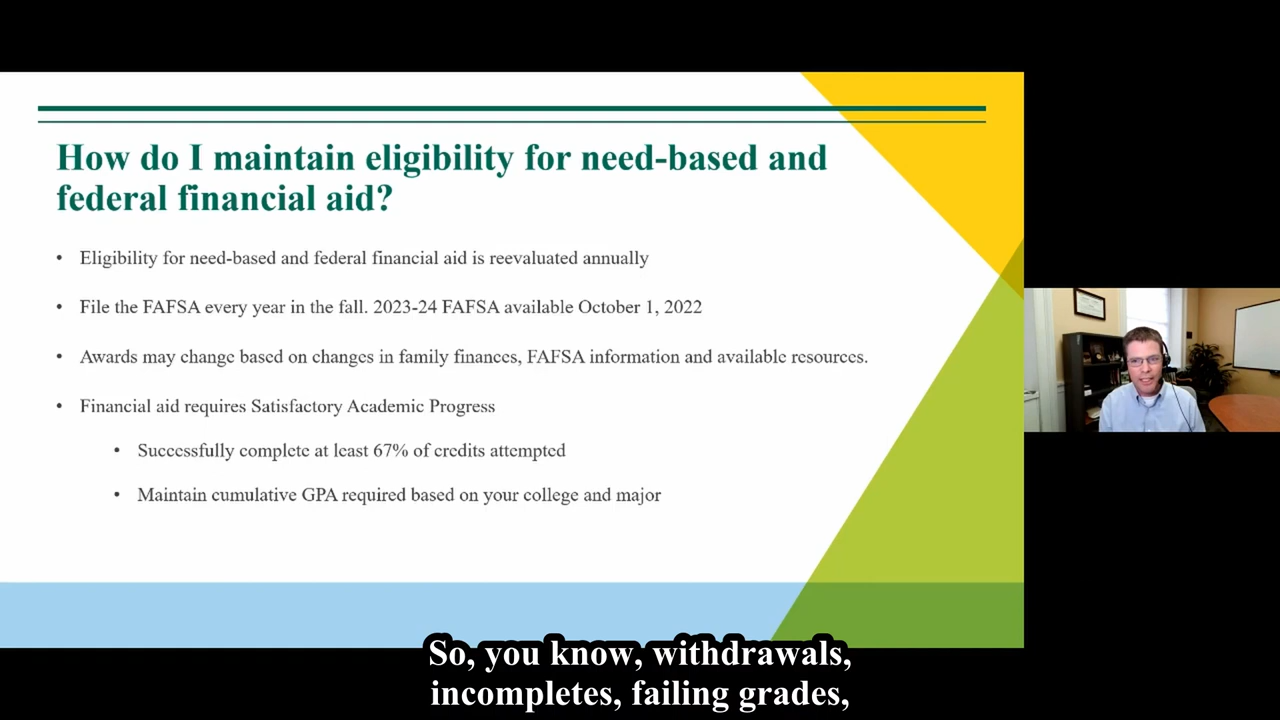 How do I maintain eligibility for need-based and
federal financial aid?
• Eligibility for need-based and federal financial aid is reevaluated annually
• File the FAFSA every year in the fall. 2023-24 FAFSA available October 1, 2022
• Awards may change based on changes in family finances, FAFSA information and available resources.
• Financial aid requires Satisfactory Academic Progress
• Successfully complete at least 67% of credits attempted
• Maintain cumulative GPA required based on your college and major
So, you know, withdrawals,
incompletes, failing grades,